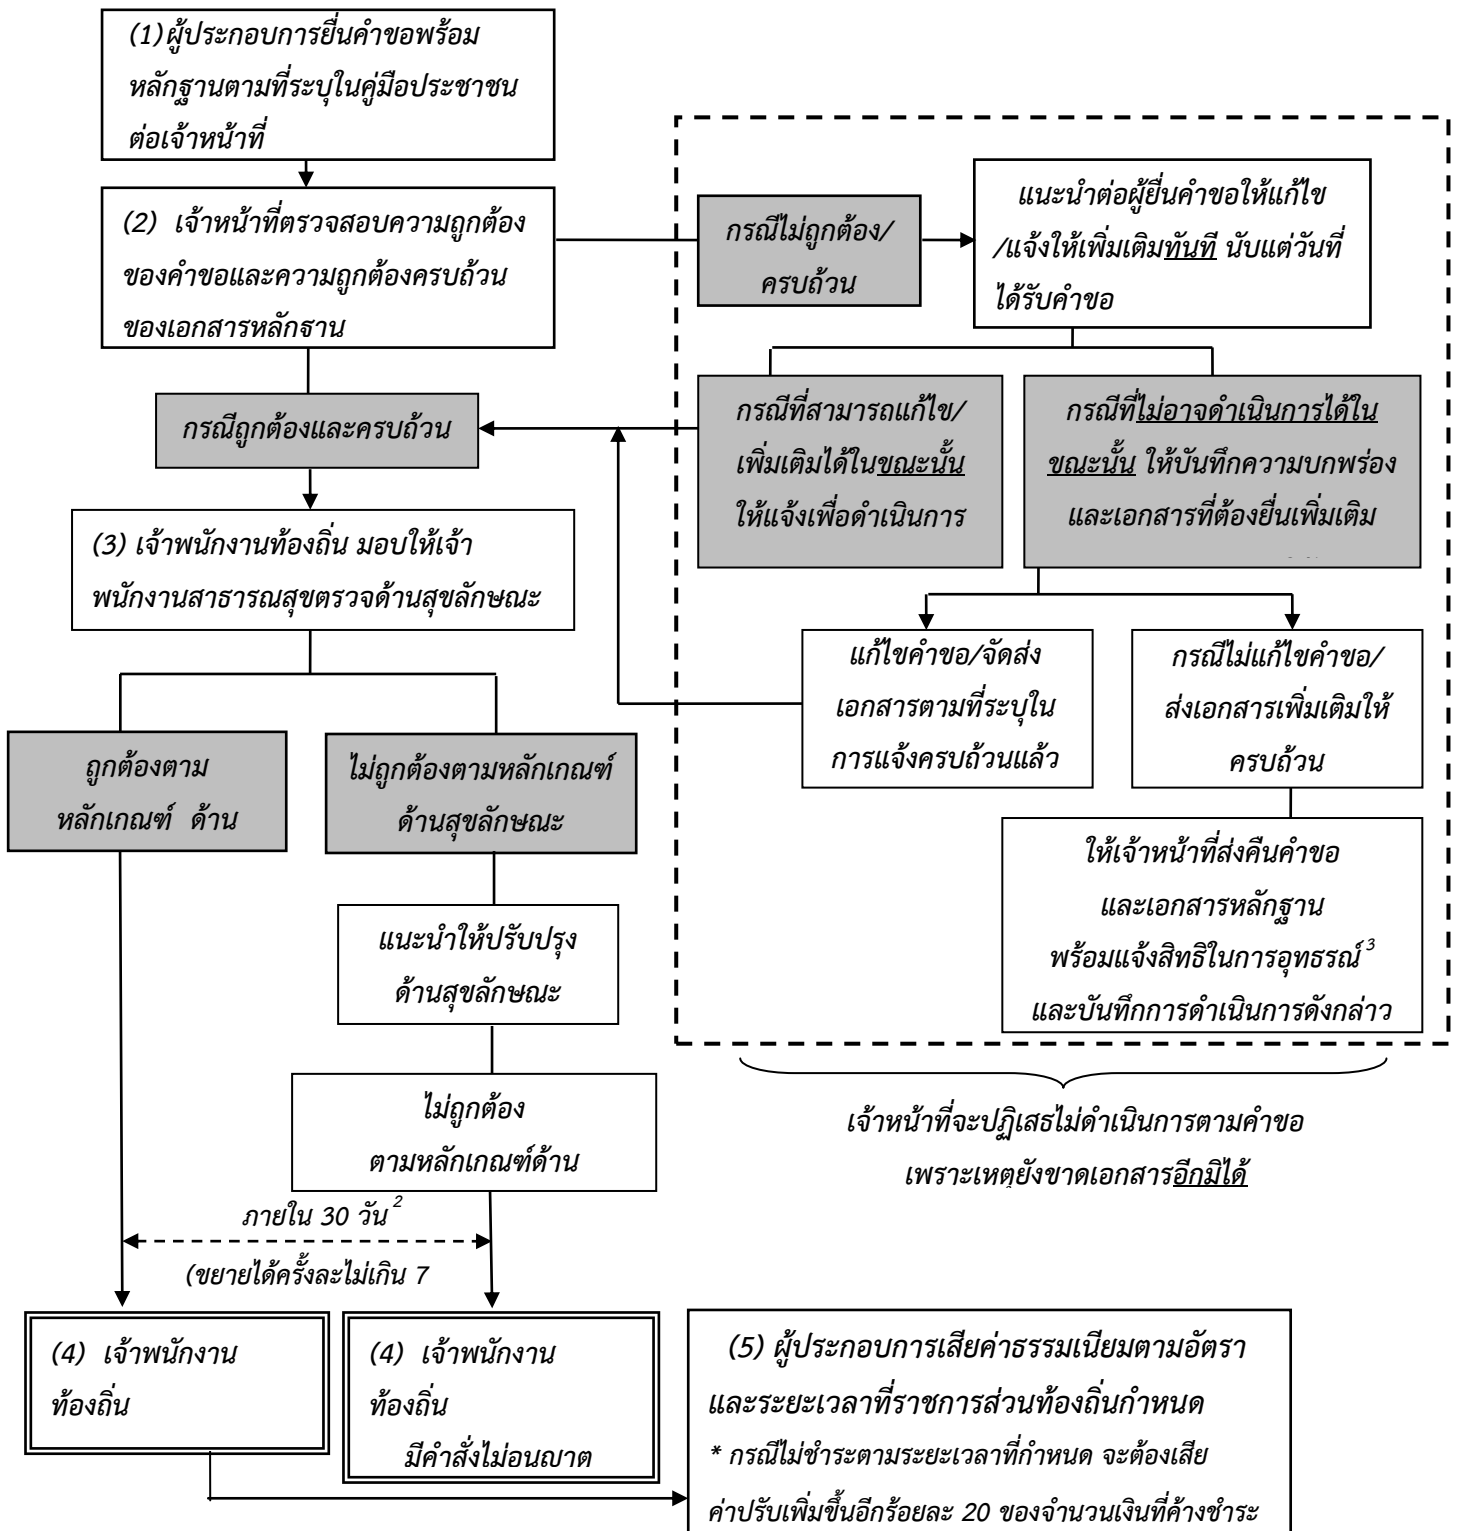 (1)ผู้ประกอบการยื่นคำขอพร้อม
หลักฐานตามที่ระบุในคู่มือประชาชน
ต่อเจ้าหน้าที่
(2) เจ้าหน้าที่ตรวจสอบความถูกต้อง
ของคำขอและความถูกต้องครบถ้วน
ของเอกสารหลักฐาน
กรณีไม่ถูกต้อง/
ครบถ้วน
แนะนำต่อผู้ยื่นคำขอให้แก้ไข
/แจ้งให้เพิ่มเติมทันที นับแต่วันที่
ได้รับคำขอ
กรณีถูกต้องและครบถ้วน
กรณีที่สามารถแก้ไข/
เพิ่มเติมได้ในขณะนั้น
ให้แจ้งเพื่อดำเนินการ
กรณีที่ไม่อาจดำเนินการได้ใน
ขณะนั้น ให้บันทึกความบกพร่อง
และเอกสารที่ต้องยื่นเพิ่มเติม
(3) เจ้าพนักงานท้องถิ่น มอบให้เจ้า
พนักงานสาธารณสุขตรวจด้านสุขลักษณะ
แก้ไขคำขอ/จัดส่ง
เอกสารตามที่ระบุใน
การแจ้งครบถ้วนแล้ว
กรณีไม่แก้ไขคำขอ/
ส่งเอกสารเพิ่มเติมให้
ครบถ้วน
ถูกต้องตาม
หลักเกณฑ์ ด้าน
ไม่ถูกต้องตามหลักเกณฑ์
ด้านสุขลักษณะ
ให้เจ้าหน้าที่ส่งคืนคำขอ
และเอกสารหลักฐาน
พร้อมแจ้งสิทธิในการอุทธรณ์ 3
และบันทึกการดำเนินการดังกล่าว
แนะนำให้ปรับปรุง
ด้านสุขลักษณะ
ไม่ถูกต้อง
ตามหลักเกณฑ์ด้าน
เจ้าหน้าที่จะปฏิเสธไม่ดำเนินการตามคำขอ
เพราะเหตุยังขาดเอกสารอีกมิได้
ภายใน 30 วัน 2
(ขยายได้ครั้งละไม่เกิน 7
(4) เจ้าพนักงาน
ท้องถิ่น
(4) เจ้าพนักงาน
ท้องถิ่น
มีคำสั่งไม่อนุญาต
(5) ผู้ประกอบการเสียค่าธรรมเนียมตามอัตรา
และระยะเวลาที่ราชการส่วนท้องถิ่นกำหนด
* กรณีไม่ชำระตามระยะเวลาที่กำหนด จะต้องเสีย
ค่าปรับเพิ่มขึ้นอีกร้อยละ 20 ของจำนวนเงินที่ค้างชำระ